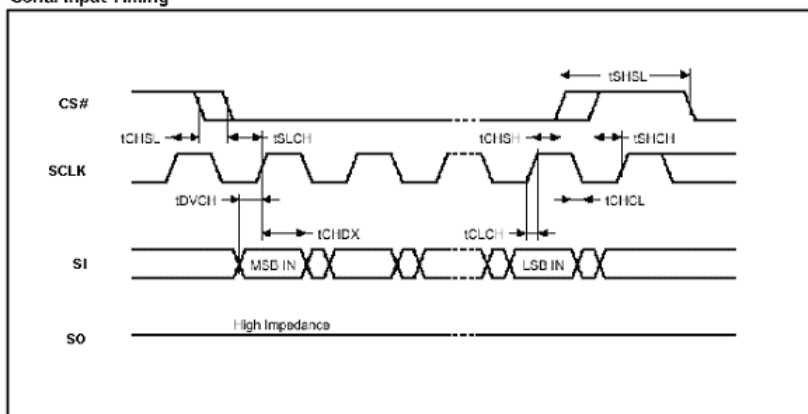 Serial Input Timing
tSHSL
CS#
tCHSL
tSLCH
tCHSH
tSHCH
SCLK
tDVCH
tCHCL
tCHDX
tCLCH
SI
MSB IN
LSB IN
High Impedance
SO